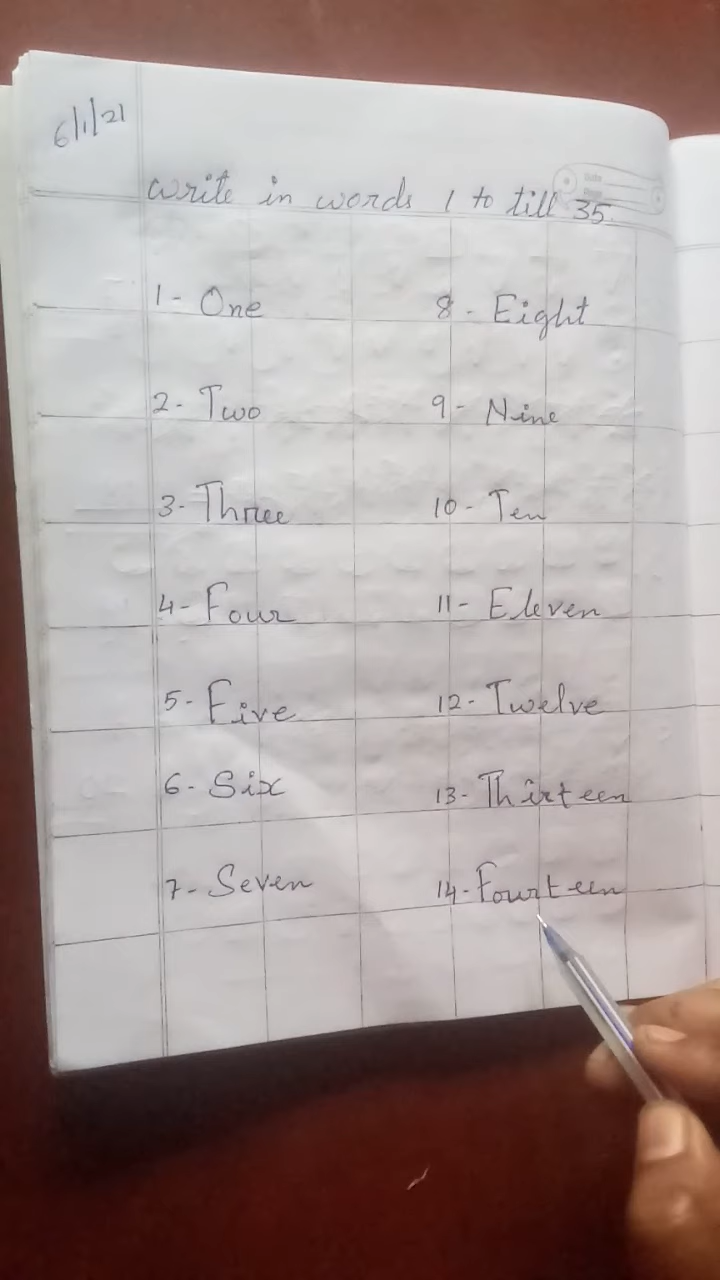 6/1/21
Date
write in words 1 to till 35.
1- One
2- Two
3- Three
4- Four
5- Five
6- Six
7- Seven
8- Eight
9- Nine
10- Ten
11- Eleven
12- Twelve
13- Thirteen
14- Fourteen